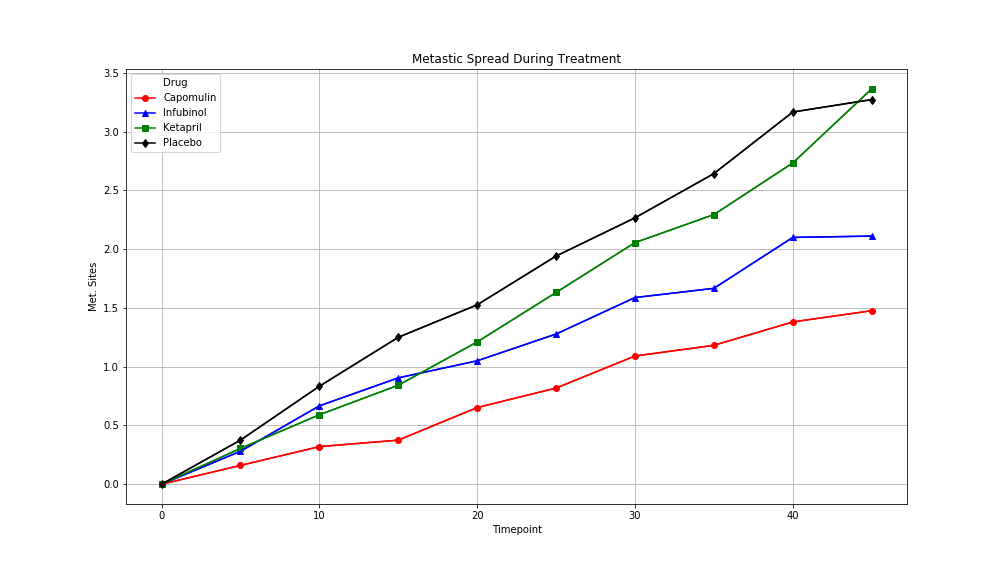 Metastic Spread During Treatment
Drug
Capomulin
Infubinol
Ketapril
Placebo
Met. Sites
3.5
3.0
2.5
2.0
1.5
1.0
0.5
0.0
0 10 20 30 40
Timepoint